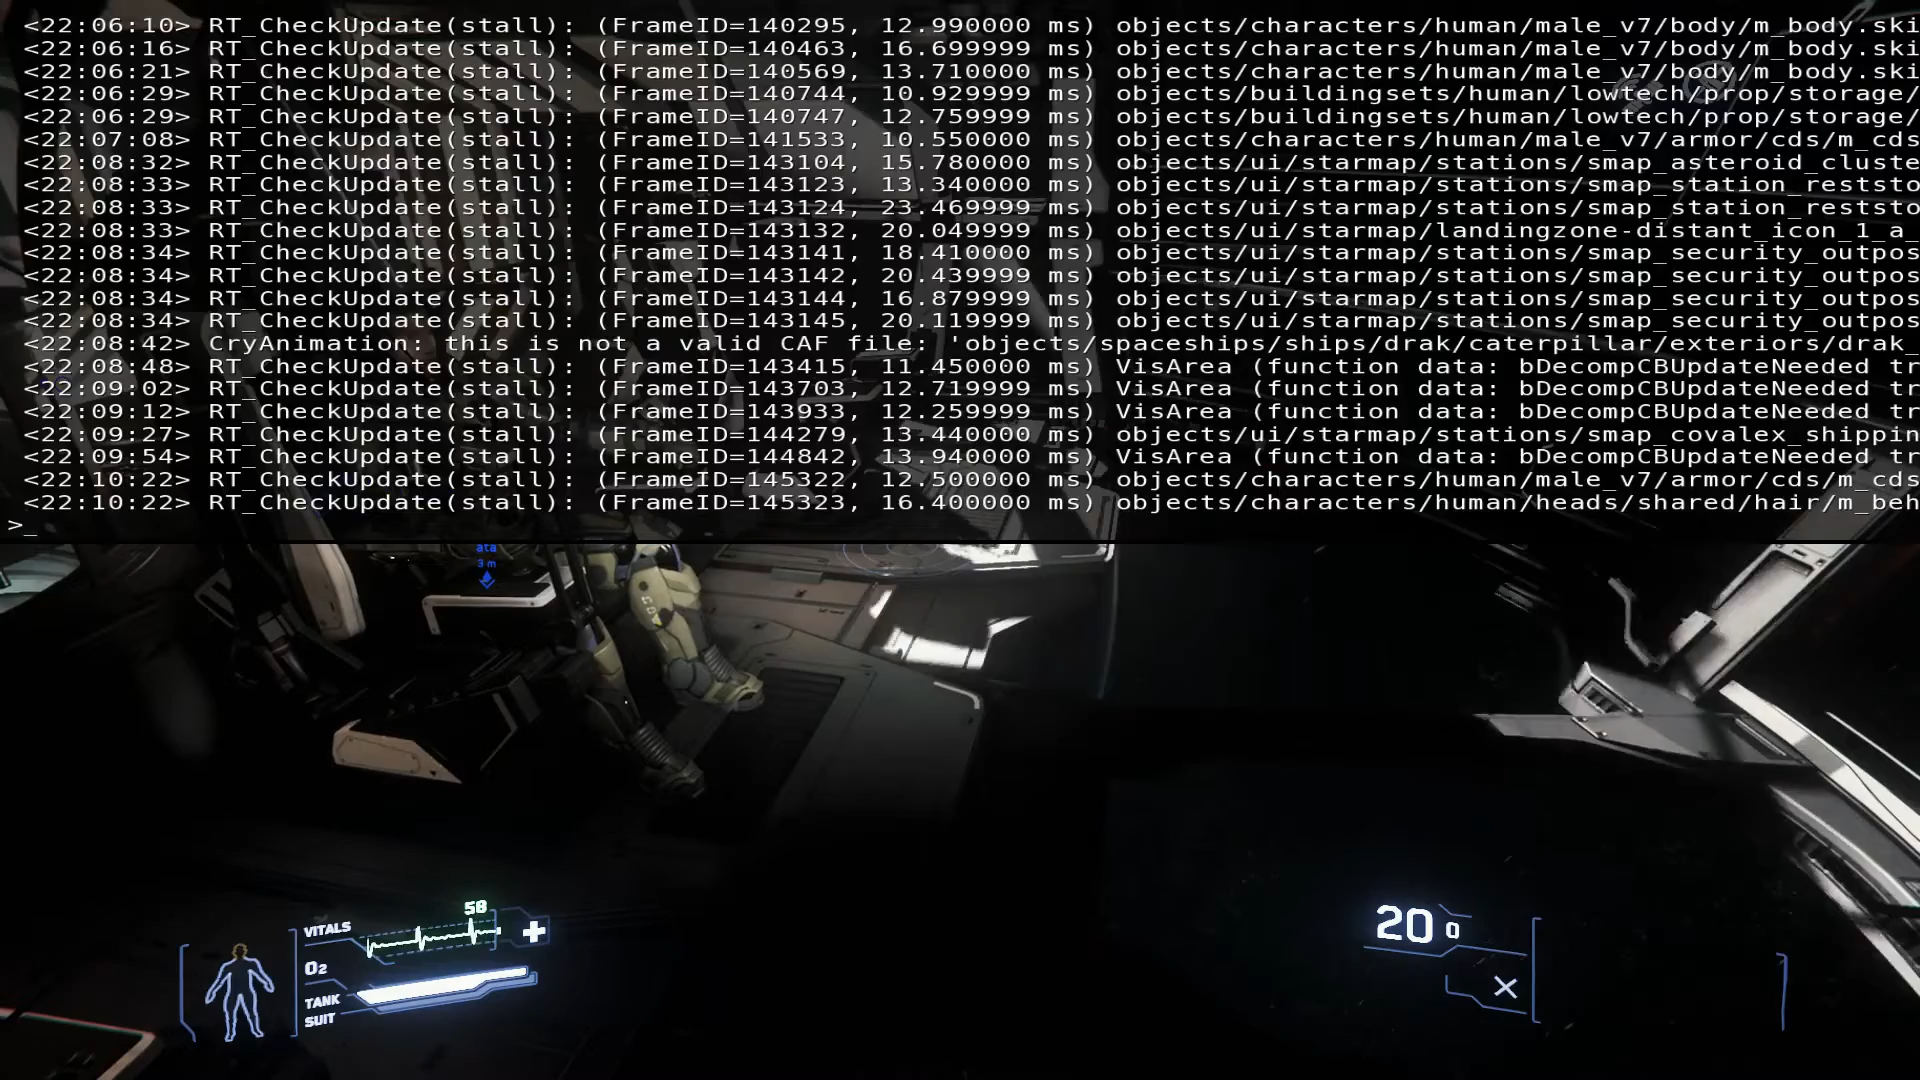 <22:06:10> RT_CheckUpdate(stall): (FrameID=140295, 12.990000 ms) objects/characters/human/male_v7/body/m_body.ski
<22:06:16> RT_CheckUpdate(stall): (FrameID=140463, 16.699999 ms) objects/characters/human/male_v7/body/m_body.ski
<22:06:21> RT_CheckUpdate(stall): (FrameID=140569, 13.710000 ms) objects/characters/human/male_v7/body/m_body.ski
<22:06:29> RT_CheckUpdate(stall): (FrameID=140744, 10.929999 ms) objects/buildingsets/human/lowtech/prop/storage/
<22:06:29> RT_CheckUpdate(stall): (FrameID=140747, 12.759999 ms) objects/buildingsets/human/lowtech/prop/storage/
<22:07:08> RT_CheckUpdate(stall): (FrameID=141533, 10.550000 ms) objects/characters/human/male_v7/armor/cds/m_cds
<22:08:32> RT_CheckUpdate(stall): (FrameID=143104, 15.780000 ms) objects/ui/starmap/stations/smap_asteroid_cluste
<22:08:33> RT_CheckUpdate(stall): (FrameID=143123, 13.340000 ms) objects/ui/starmap/stations/smap_station_reststo
<22:08:33> RT_CheckUpdate(stall): (FrameID=143124, 23.469999 ms) objects/ui/starmap/stations/smap_station_reststo
<22:08:33> RT_CheckUpdate(stall): (FrameID=143132, 20.049999 ms) objects/ui/starmap/landingzone-distant_icon_1_a_
<22:08:34> RT_CheckUpdate(stall): (FrameID=143141, 18.410000 ms) objects/ui/starmap/stations/smap_security_outpos
<22:08:34> RT_CheckUpdate(stall): (FrameID=143142, 20.439999 ms) objects/ui/starmap/stations/smap_security_outpos
<22:08:34> RT_CheckUpdate(stall): (FrameID=143144, 16.879999 ms) objects/ui/starmap/stations/smap_security_outpos
<22:08:34> RT_CheckUpdate(stall): (FrameID=143145, 20.119999 ms) objects/ui/starmap/stations/smap_security_outpos
<22:08:42> CryAnimation: this is not a valid CAF file: 'objects/spaceships/ships/drak/caterpillar/exteriors/drak_
<22:08:48> RT_CheckUpdate(stall): (FrameID=143415, 11.450000 ms) VisArea (function data: bDecompCBUpdateNeeded tr
<22:09:02> RT_CheckUpdate(stall): (FrameID=143703, 12.719999 ms) VisArea (function data: bDecompCBUpdateNeeded tr
<22:09:12> RT_CheckUpdate(stall): (FrameID=143933, 12.259999 ms) VisArea (function data: bDecompCBUpdateNeeded tr
<22:09:27> RT_CheckUpdate(stall): (FrameID=144279, 13.440000 ms) objects/ui/starmap/stations/smap_covalex_shippin
<22:09:54> RT_CheckUpdate(stall): (FrameID=144842, 13.940000 ms) VisArea (function data: bDecompCBUpdateNeeded tr
<22:10:22> RT_CheckUpdate(stall): (FrameID=145322, 12.500000 ms) objects/characters/human/male_v7/armor/cds/m_cds
<22:10:22> RT_CheckUpdate(stall): (FrameID=145323, 16.400000 ms) objects/characters/human/heads/shared/hair/m_beh
>_
ata
3 m
58
VITALS
O2
TANK
SUIT
20 0